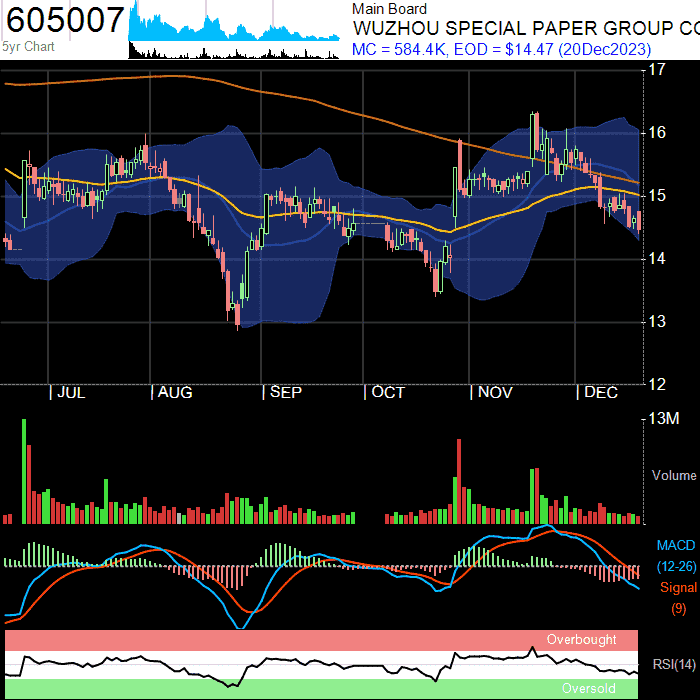 605007
5yr Chart
Main Board
WUZHOU SPECIAL PAPER GROUP CO
MC = 584.4K, EOD = $14.47 (20Dec2023)
17
16
15
14
13
12
| JUL | AUG | SEP | OCT | NOV | DEC
13M
Volume
MACD
(12-26)
Signal
(9)
Overbought
RSI(14)
Oversold